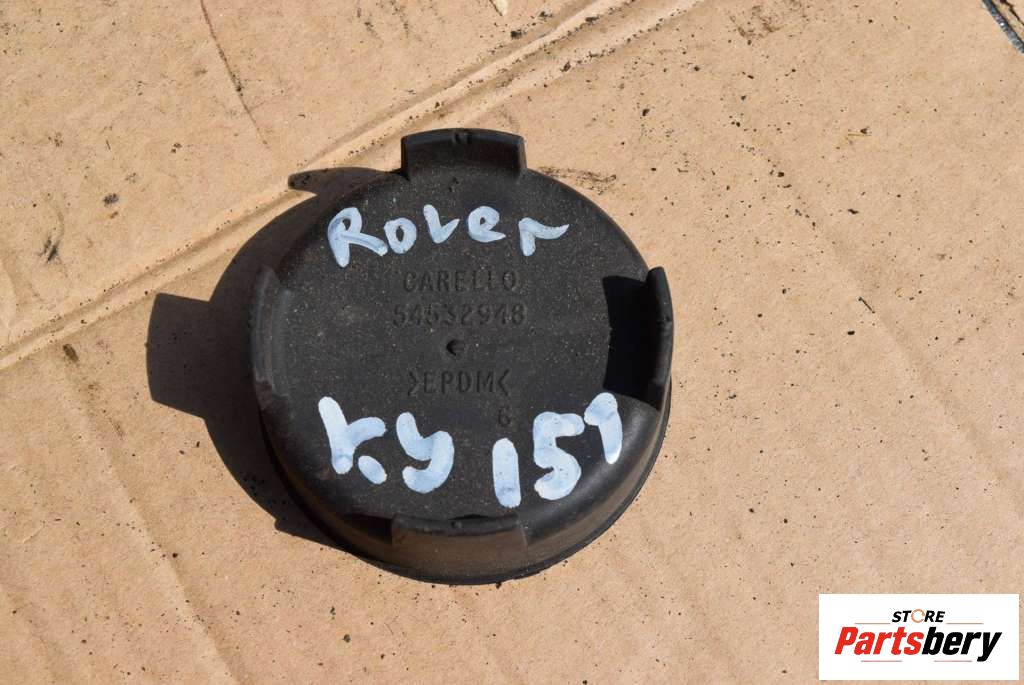 Rover
CARELLO
54532948
>EPDM<
6
K.y 151
STORE
Partsbery